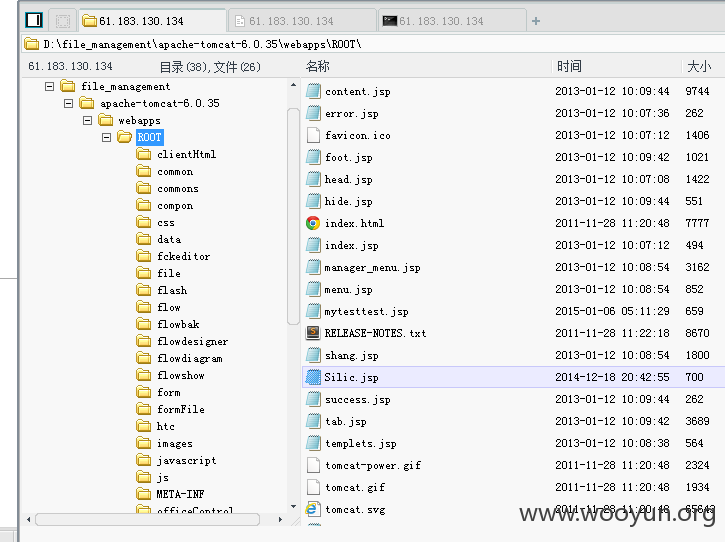 61.183.130.134 61.183.130.134 61.183.130.134
D:\file_management\apache-tomcat-6.0.35\webapps\ROOT\
61.183.130.134 目录(38),文件(26) 名称 时间 大小
file_management
apache-tomcat-6.0.35
webapps
ROOT
clientHtml
common
commons
compon
css
data
fckeditor
file
flash
flow
flowbak
flowdesigner
flowdiagram
flowshow
form
formFile
htc
images
javascript
js
META-INF
officeControl
content.jsp 2013-01-12 10:09:44 9744
error.jsp 2013-01-12 10:07:36 262
favicon.ico 2013-01-12 10:07:12 1406
foot.jsp 2013-01-12 10:09:42 1021
head.jsp 2013-01-12 10:07:08 1422
hide.jsp 2013-01-12 10:09:44 551
index.html 2011-11-28 11:20:48 7777
index.jsp 2013-01-12 10:07:12 494
manager_menu.jsp 2013-01-12 10:08:54 3162
menu.jsp 2013-01-12 10:08:54 852
mytesttest.jsp 2015-01-06 05:11:29 659
RELEASE-NOTES.txt 2011-11-28 11:22:18 8670
shang.jsp 2013-01-12 10:08:54 1800
Silic.jsp 2014-12-18 20:42:55 700
success.jsp 2013-01-12 10:09:44 262
tab.jsp 2013-01-12 10:09:42 3689
templets.jsp 2013-01-12 10:08:38 564
tomcat-power.gif 2011-11-28 11:20:48 2324
tomcat.gif 2011-11-28 11:20:48 1934
tomcat.svg 2011-11-28 11:20:48
www.wooyun.org